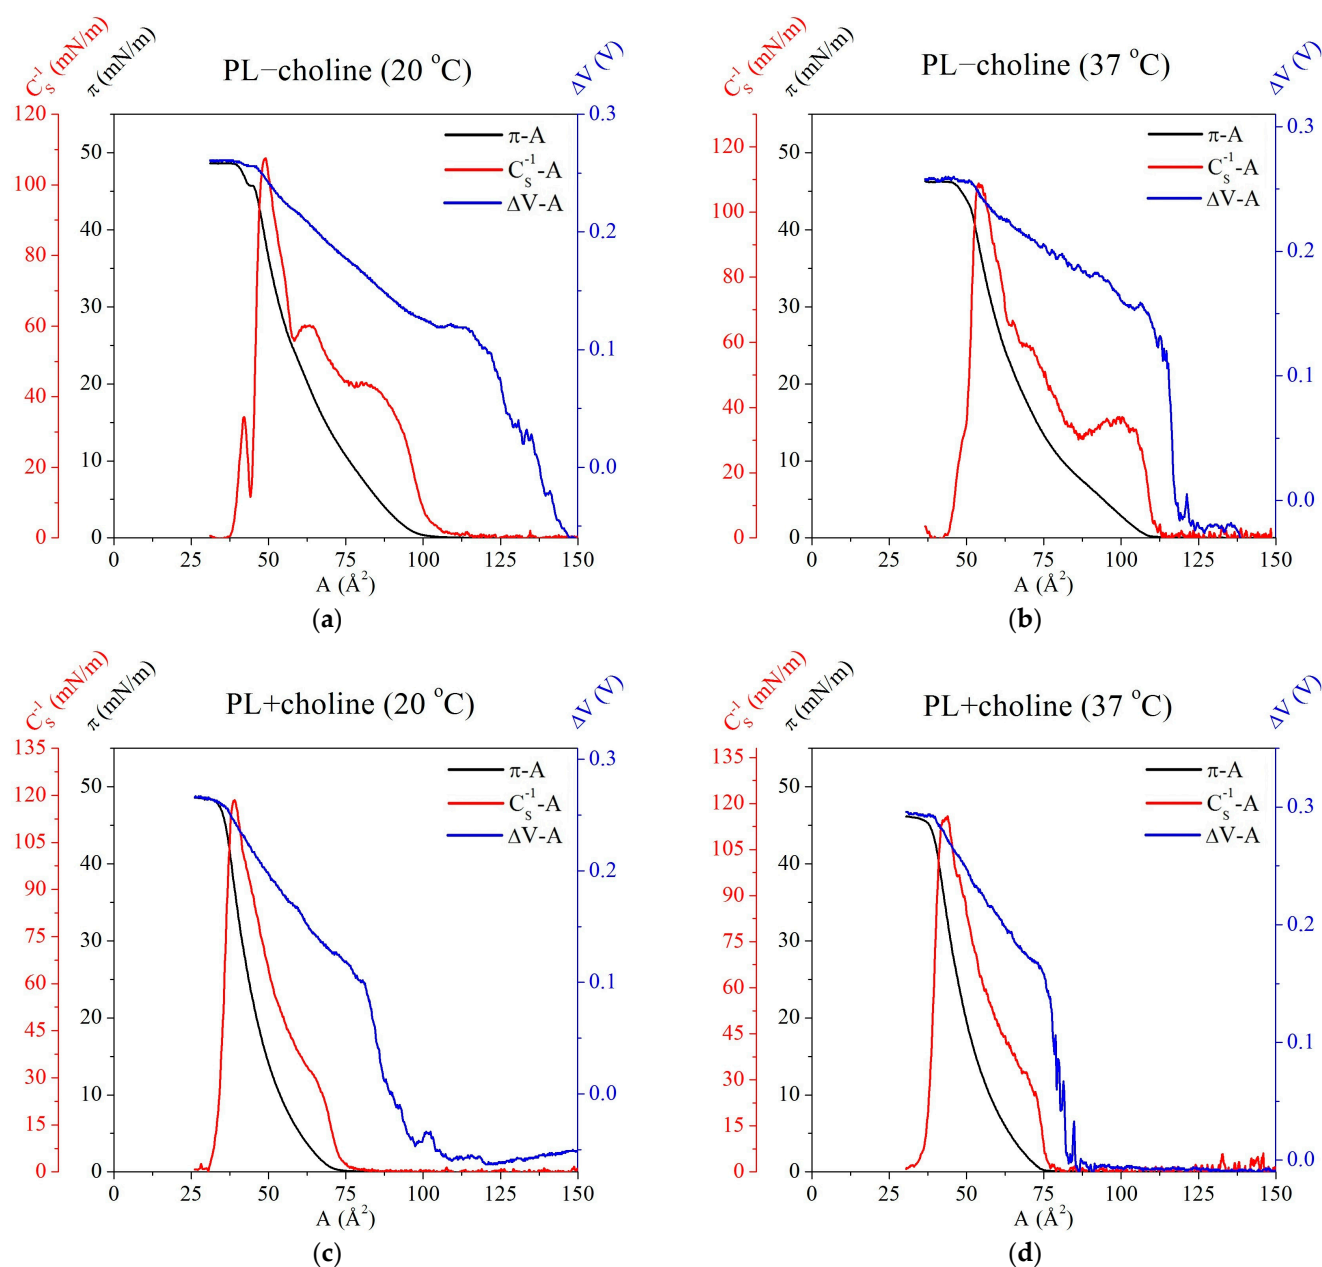 C_S^-1 (mN/m)
π (mN/m)
PL−choline (20 °C)
ΔV (V)
120
100
80
60
40
20
0
50
40
30
20
10
0
π-A
C_S^-1-A
ΔV-A
0.3
0.2
0.1
0.0
0 25 50 75 100 125 150
A (Å²)
(a)
C_S^-1 (mN/m)
π (mN/m)
PL−choline (37 °C)
ΔV (V)
120
100
80
60
40
20
0
50
40
30
20
10
0
π-A
C_S^-1-A
ΔV-A
0.3
0.2
0.1
0.0
0 25 50 75 100 125 150
A (Å²)
(b)
C_S^-1 (mN/m)
π (mN/m)
PL+choline (20 °C)
ΔV (V)
135
120
105
90
75
60
45
30
15
0
50
40
30
20
10
0
π-A
C_S^-1-A
ΔV-A
0.3
0.2
0.1
0.0
0 25 50 75 100 125 150
A (Å²)
(c)
C_S^-1 (mN/m)
π (mN/m)
PL+choline (37 °C)
ΔV (V)
135
120
105
90
75
60
45
30
15
0
50
40
30
20
10
0
π-A
C_S^-1-A
ΔV-A
0.3
0.2
0.1
0.0
0 25 50 75 100 125 150
A (Å²)
(d)